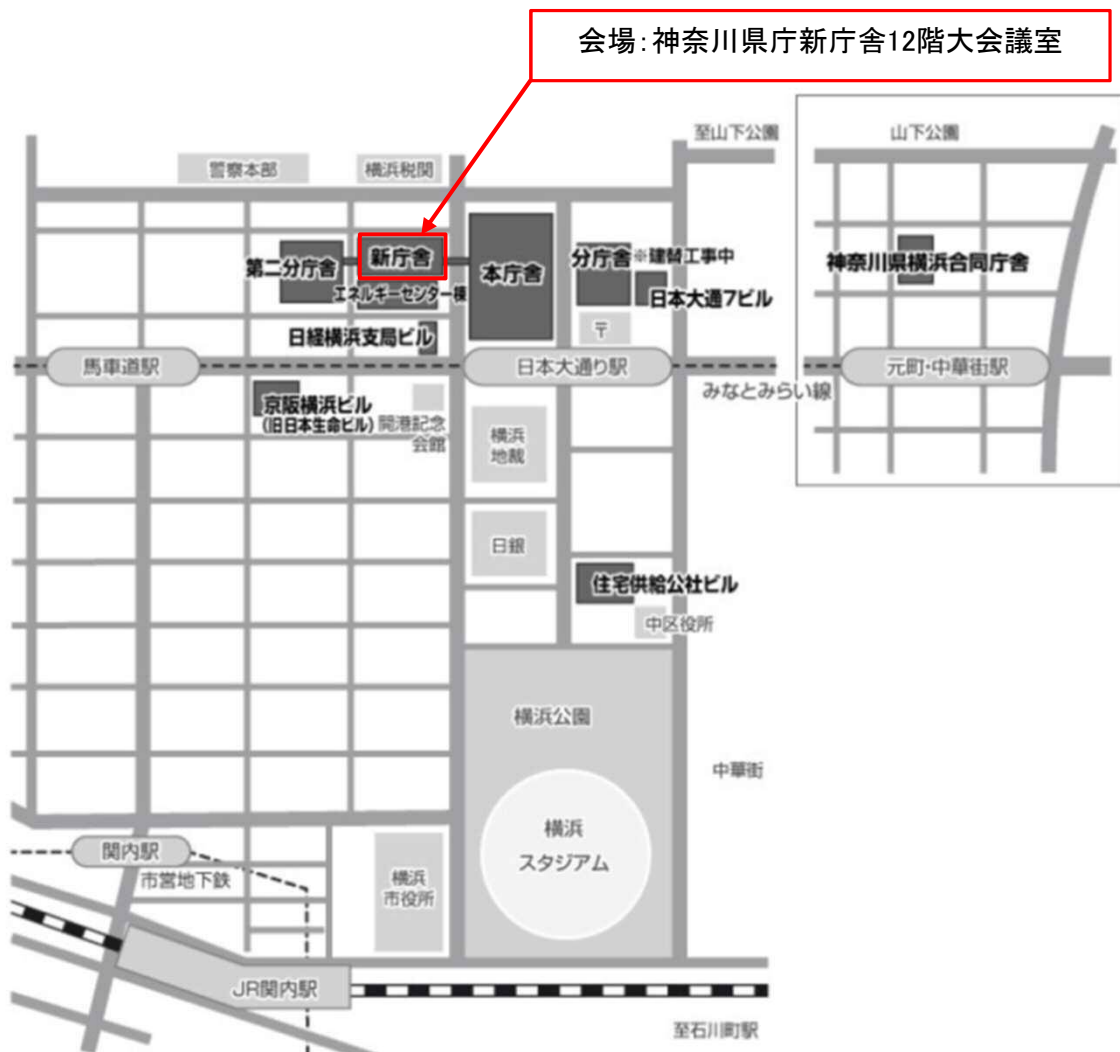 会場：神奈川県庁新庁舎12階大会議室
至山下公園
山下公園
警察本部
横浜税関
第二分庁舎
新庁舎
本庁舎
分庁舎※建替工事中
神奈川県横浜合同庁舎
エネルギーセンター棟
日本大通7ビル
〒
日経横浜支局ビル
馬車道駅
日本大通り駅
みなとみらい線
元町・中華街駅
京阪横浜ビル
(旧日本生命ビル)
開港記念
会館
横浜
地裁
日銀
住宅供給公社ビル
中区役所
横浜公園
中華街
横浜
スタジアム
関内駅
市営地下鉄
横浜
市役所
JR関内駅
至石川町駅